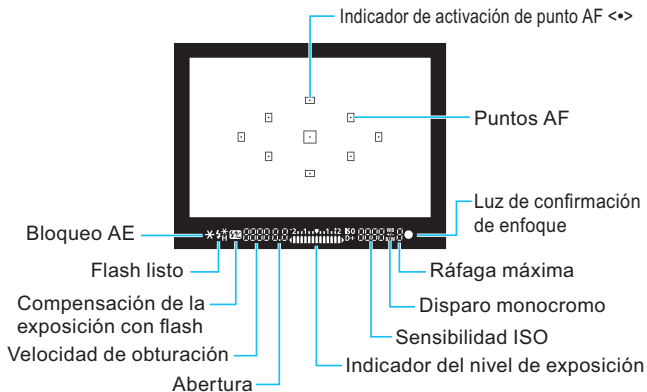 Indicador de activación de punto AF <•>
Puntos AF
Luz de confirmación
de enfoque
Bloqueo AE
Flash listo
Ráfaga máxima
Compensación de la
exposición con flash
Disparo monocromo
Sensibilidad ISO
Velocidad de obturación
Indicador del nivel de exposición
Abertura